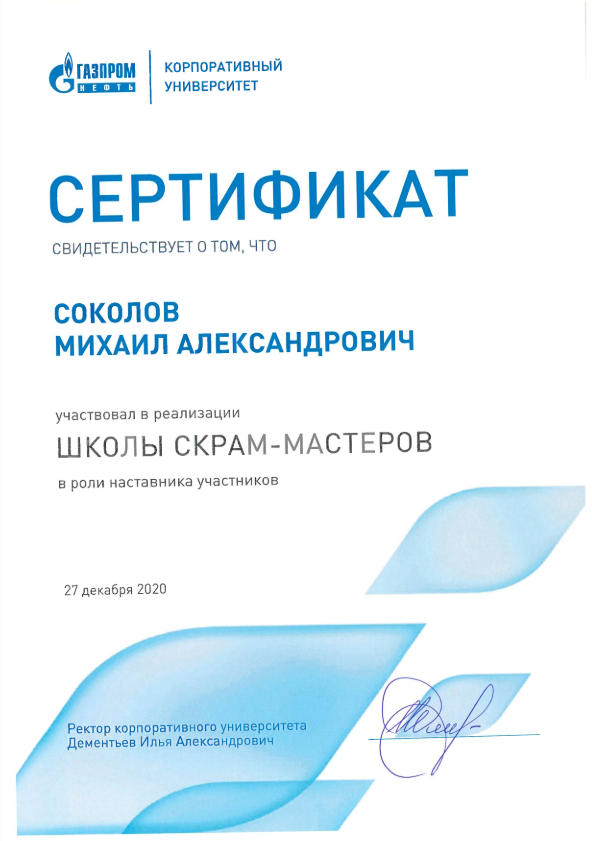 ГАЗПРОМ
НЕФТЬ
КОРПОРАТИВНЫЙ
УНИВЕРСИТЕТ
СЕРТИФИКАТ
СВИДЕТЕЛЬСТВУЕТ О ТОМ, ЧТО
СОКОЛОВ
МИХАИЛ АЛЕКСАНДРОВИЧ
участвовал в реализации
ШКОЛЫ СКРАМ-МАСТЕРОВ
в роли наставника участников
27 декабря 2020
Ректор корпоративного университета
Дементьев Илья Александрович